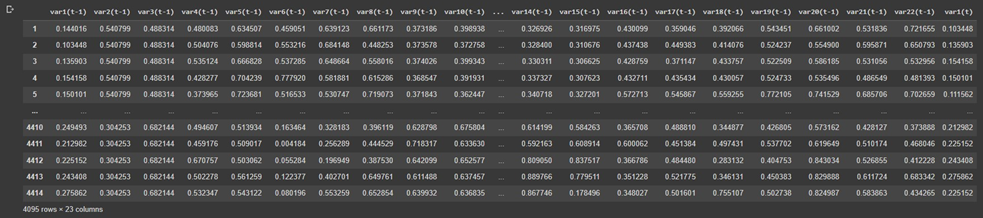 var1(t-1) var2(t-1) var3(t-1) var4(t-1) var5(t-1) var6(t-1) var7(t-1) var8(t-1) var9(t-1) var10(t-1) ... var14(t-1) var15(t-1) var16(t-1) var17(t-1) var18(t-1) var19(t-1) var20(t-1) var21(t-1) var22(t-1) var1(t)
1 0.144016 0.540799 0.488314 0.480083 0.634507 0.459051 0.639123 0.661173 0.373186 0.398938 ... 0.326926 0.316975 0.430099 0.359046 0.392066 0.543451 0.661002 0.531836 0.721655 0.103448
2 0.103448 0.540799 0.488314 0.504076 0.598814 0.553216 0.684148 0.448253 0.373578 0.372758 ... 0.328400 0.310676 0.437438 0.449383 0.414076 0.524237 0.554900 0.595871 0.650793 0.135903
3 0.135903 0.540799 0.488314 0.535124 0.666828 0.537285 0.648664 0.558016 0.374026 0.399343 ... 0.330311 0.306625 0.428759 0.371147 0.433757 0.522509 0.586185 0.531056 0.532956 0.154158
4 0.154158 0.540799 0.488314 0.428277 0.704239 0.777920 0.581881 0.615286 0.368547 0.391931 ... 0.337327 0.307623 0.432711 0.435434 0.430057 0.524733 0.535496 0.486549 0.481393 0.150101
5 0.150101 0.540799 0.488314 0.373965 0.723681 0.516533 0.530747 0.719073 0.371843 0.362447 ... 0.340718 0.327201 0.572713 0.545867 0.559255 0.772105 0.741529 0.685706 0.702659 0.111562
... ... ... ... ... ... ... ... ... ... ... ... ... ... ... ... ... ... ... ... ... ...
4410 0.249493 0.304253 0.682144 0.494607 0.513934 0.163464 0.328183 0.396119 0.628798 0.675804 ... 0.614199 0.584263 0.365708 0.488810 0.344877 0.426805 0.573162 0.428127 0.373888 0.212982
4411 0.212982 0.304253 0.682144 0.459176 0.509017 0.004184 0.256289 0.444529 0.718317 0.633630 ... 0.592163 0.608914 0.600062 0.451384 0.497431 0.537702 0.619649 0.510174 0.468046 0.225152
4412 0.225152 0.304253 0.682144 0.670757 0.503062 0.055284 0.196949 0.387530 0.642099 0.652577 ... 0.809050 0.837517 0.366786 0.484480 0.283132 0.404753 0.843034 0.526855 0.412228 0.243408
4413 0.243408 0.304253 0.682144 0.502278 0.561259 0.122377 0.402701 0.649761 0.611488 0.637457 ... 0.889766 0.779511 0.351228 0.521775 0.346131 0.450383 0.829888 0.611724 0.683342 0.275862
4414 0.275862 0.304253 0.682144 0.532347 0.543122 0.080196 0.553259 0.652854 0.639932 0.636835 ... 0.867746 0.178496 0.348027 0.501601 0.755107 0.502738 0.824987 0.583863 0.434265 0.225152
4095 rows × 23 columns